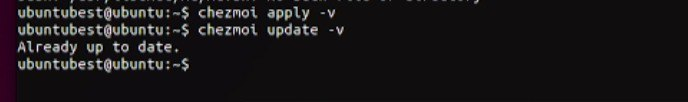 ubuntubest@ubuntu:~$ chezmoi apply -v
ubuntubest@ubuntu:~$ chezmoi update -v
Already up to date.
ubuntubest@ubuntu:~$